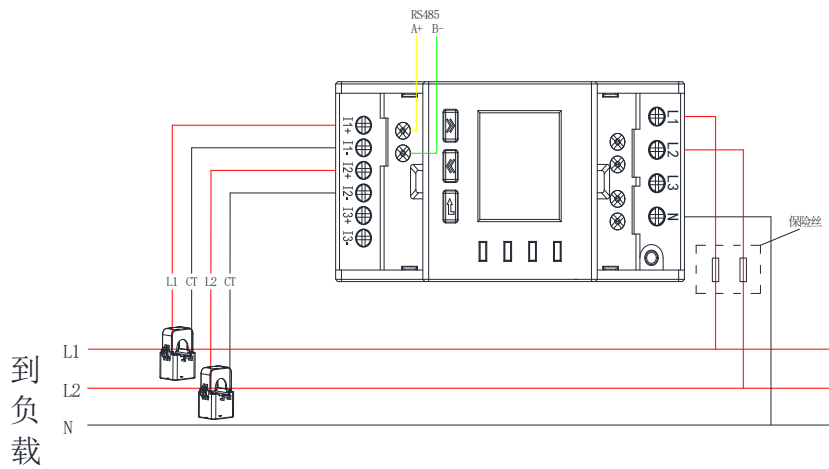 RS485
A+ B-
I1+
I1-
I2+
I2-
I3+
I3-
L1
L2
L3
N
保险丝
L1 CT L2 CT
到负载
L1
L2
N